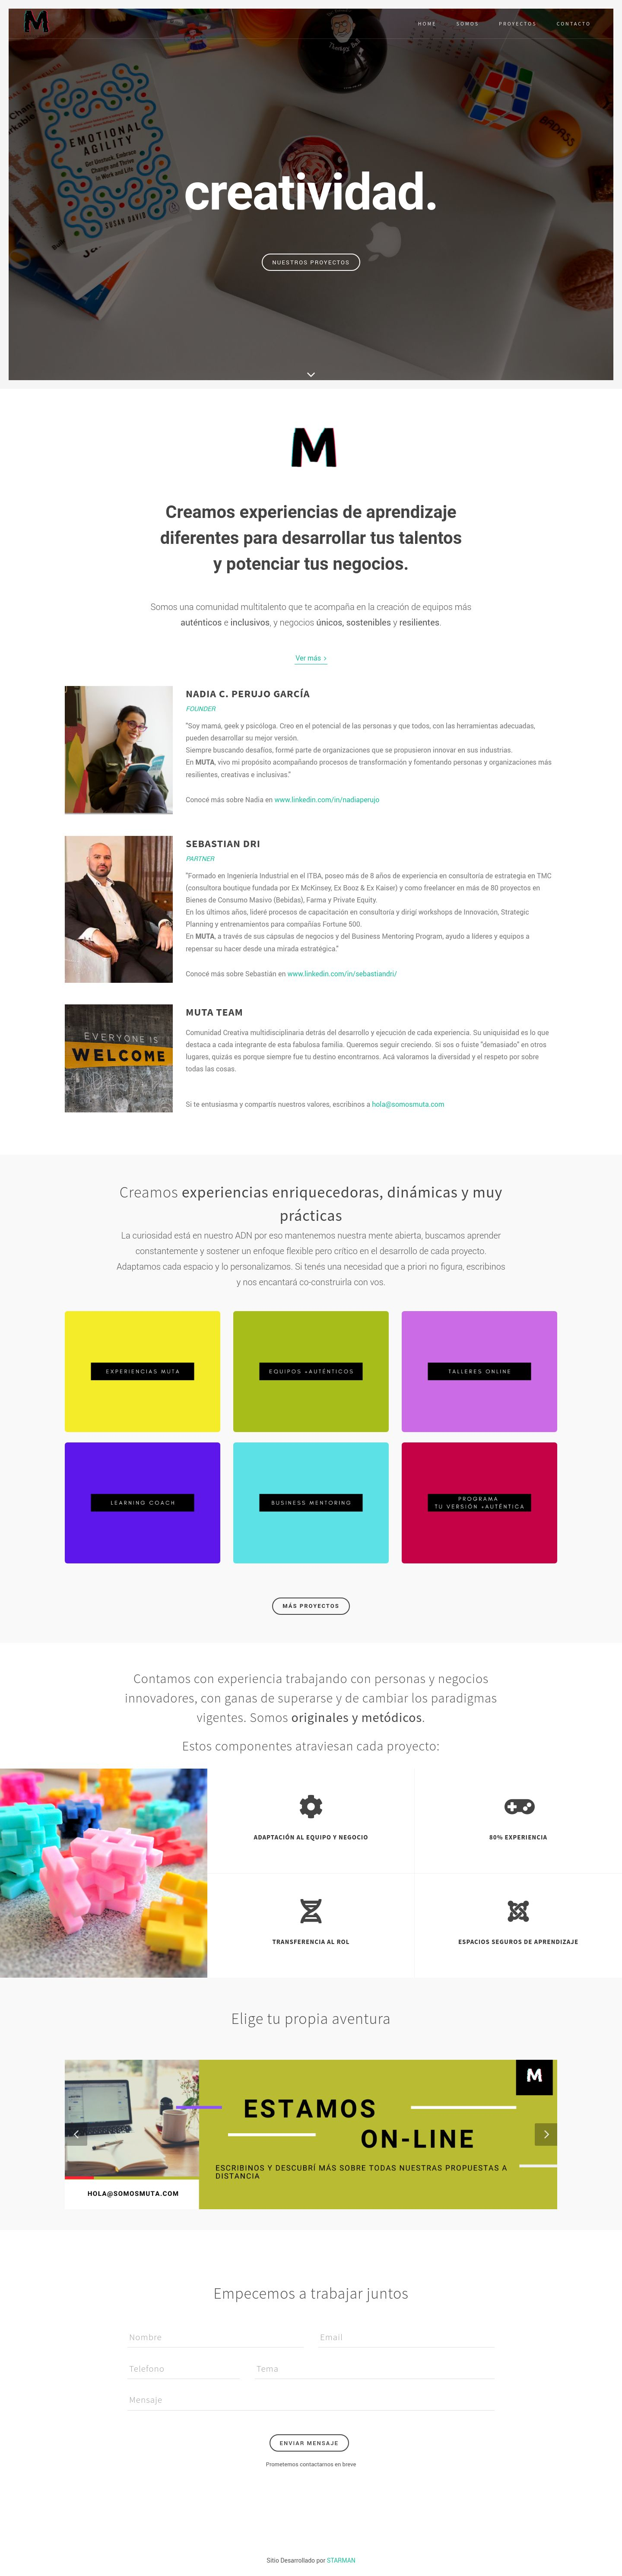 M
HOME
SOMOS
PROYECTOS
CONTACTO
EMOTIONAL
AGILITY
Get Unstuck, Embrace
Change and Thrive
in Work and Life
SUSAN DAVID
BADASS
creatividad.
NUESTROS PROYECTOS
M
Creamos experiencias de aprendizaje
diferentes para desarrollar tus talentos
y potenciar tus negocios.
Somos una comunidad multitalento que te acompaña en la creación de equipos más
auténticos e inclusivos, y negocios únicos, sostenibles y resilientes.
Ver más >
NADIA C. PERUJO GARCÍA
FOUNDER
"Soy mamá, geek y psicóloga. Creo en el potencial de las personas y que todos, con las herramientas adecuadas,
pueden desarrollar su mejor versión.
Siempre buscando desafíos, formé parte de organizaciones que se propusieron innovar en sus industrias.
En MUTA, vivo mi propósito acompañando procesos de transformación y fomentando personas y organizaciones más
resilientes, creativas e inclusivas."
Conocé más sobre Nadia en www.linkedin.com/in/nadiaperujo
SEBASTIAN DRI
PARTNER
"Formado en Ingeniería Industrial en el ITBA, poseo más de 8 años de experiencia en consultoría de estrategia en TMC
(consultora boutique fundada por Ex McKinsey, Ex Booz & Ex Kaiser) y como freelancer en más de 80 proyectos en
Bienes de Consumo Masivo (Bebidas), Farma y Private Equity.
En los últimos años, lideré procesos de capacitación en consultoría y dirigí workshops de Innovación, Strategic
Planning y entrenamientos para compañías Fortune 500.
En MUTA, a través de sus cápsulas de negocios y del Business Mentoring Program, ayudo a líderes y equipos a
repensar su hacer desde una mirada estratégica."
Conocé más sobre Sebastián en www.linkedin.com/in/sebastiandri/
EVERYONE IS
WELCOME
MUTA TEAM
Comunidad Creativa multidisciplinaria detrás del desarrollo y ejecución de cada experiencia. Su uniquisidad es lo que
destaca a cada integrante de esta fabulosa familia. Queremos seguir creciendo. Si sos o fuiste "demasiado" en otros
lugares, quizás es porque siempre fue tu destino encontrarnos. Acá valoramos la diversidad y el respeto por sobre
todas las cosas.
Si te entusiasma y compartís nuestros valores, escribinos a hola@somosmuta.com
Creamos experiencias enriquecedoras, dinámicas y muy
prácticas
La curiosidad está en nuestro ADN por eso mantenemos nuestra mente abierta, buscamos aprender
constantemente y sostener un enfoque flexible pero crítico en el desarrollo de cada proyecto.
Adaptamos cada espacio y lo personalizamos. Si tenés una necesidad que a priori no figura, escribinos
y nos encantará co-construirla con vos.
EXPERIENCIAS MUTA
EQUIPOS +AUTÉNTICOS
TALLERES ONLINE
LEARNING COACH
BUSINESS MENTORING
PROGRAMA
TU VERSIÓN +AUTÉNTICA
MÁS PROYECTOS
Contamos con experiencia trabajando con personas y negocios
innovadores, con ganas de superarse y de cambiar los paradigmas
vigentes. Somos originales y metódicos.
Estos componentes atraviesan cada proyecto:
ADAPTACIÓN AL EQUIPO Y NEGOCIO
80% EXPERIENCIA
TRANSFERENCIA AL ROL
ESPACIOS SEGUROS DE APRENDIZAJE
Elige tu propia aventura
M
ESTAMOS
ON-LINE
ESCRIBINOS Y DESCUBRÍ MÁS SOBRE TODAS NUESTRAS PROPUESTAS A
DISTANCIA
HOLA@SOMOSMUTA.COM
Empecemos a trabajar juntos
Nombre
Email
Telefono
Tema
Mensaje
ENVIAR MENSAJE
Prometemos contactarnos en breve
Sitio Desarrollado por STARMAN